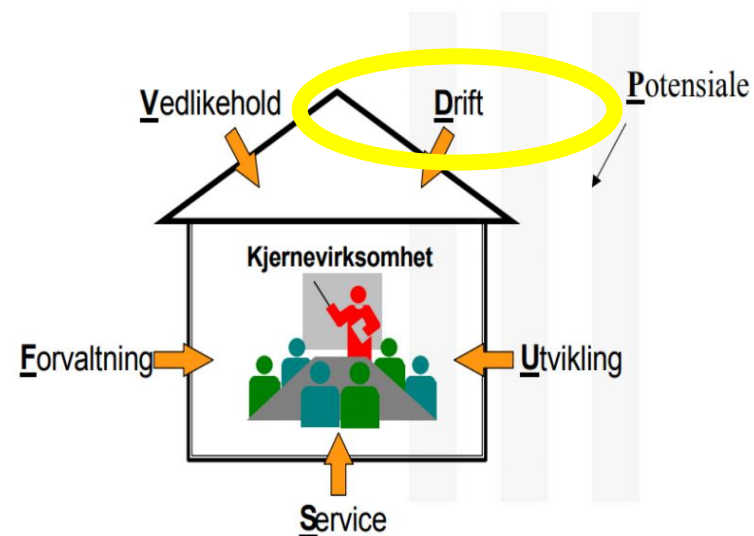 Vedlikehold
Drift
Potensiale
Kjernevirksomhet
Forvaltning
Utvikling
Service